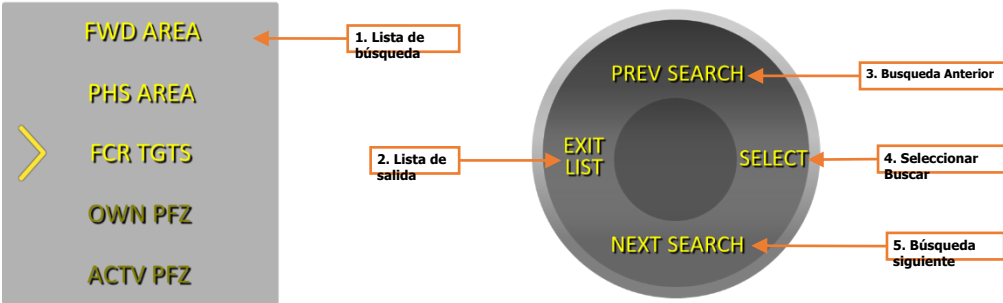 FWD AREA
PHS AREA
FCR TGTS
OWN PFZ
ACTV PFZ
1. Lista de
búsqueda
2. Lista de
salida
PREV SEARCH
EXIT
LIST
SELECT
NEXT SEARCH
3. Busqueda Anterior
4. Seleccionar
Buscar
5. Búsqueda
siguiente